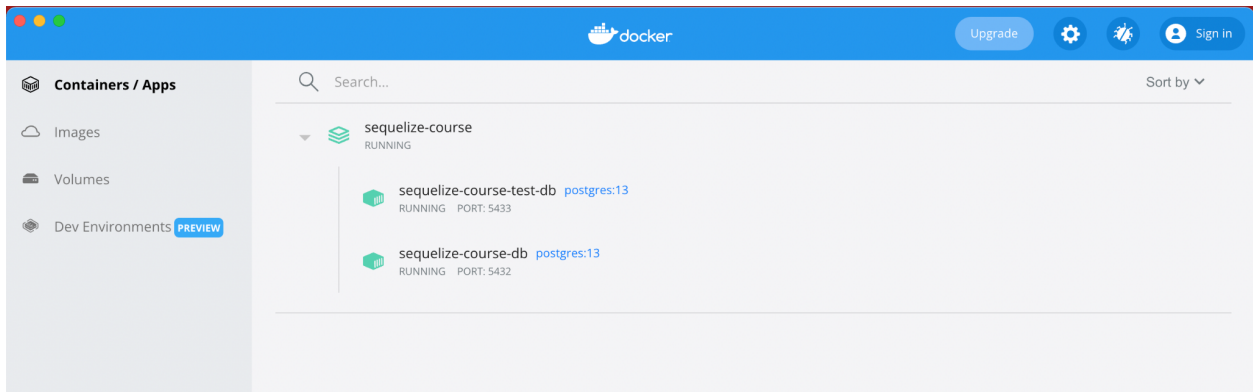 docker
Upgrade
Sign in
Containers / Apps
Images
Volumes
Dev Environments PREVIEW
Search...
Sort by
sequelize-course
RUNNING
sequelize-course-test-db postgres:13
RUNNING PORT: 5433
sequelize-course-db postgres:13
RUNNING PORT: 5432